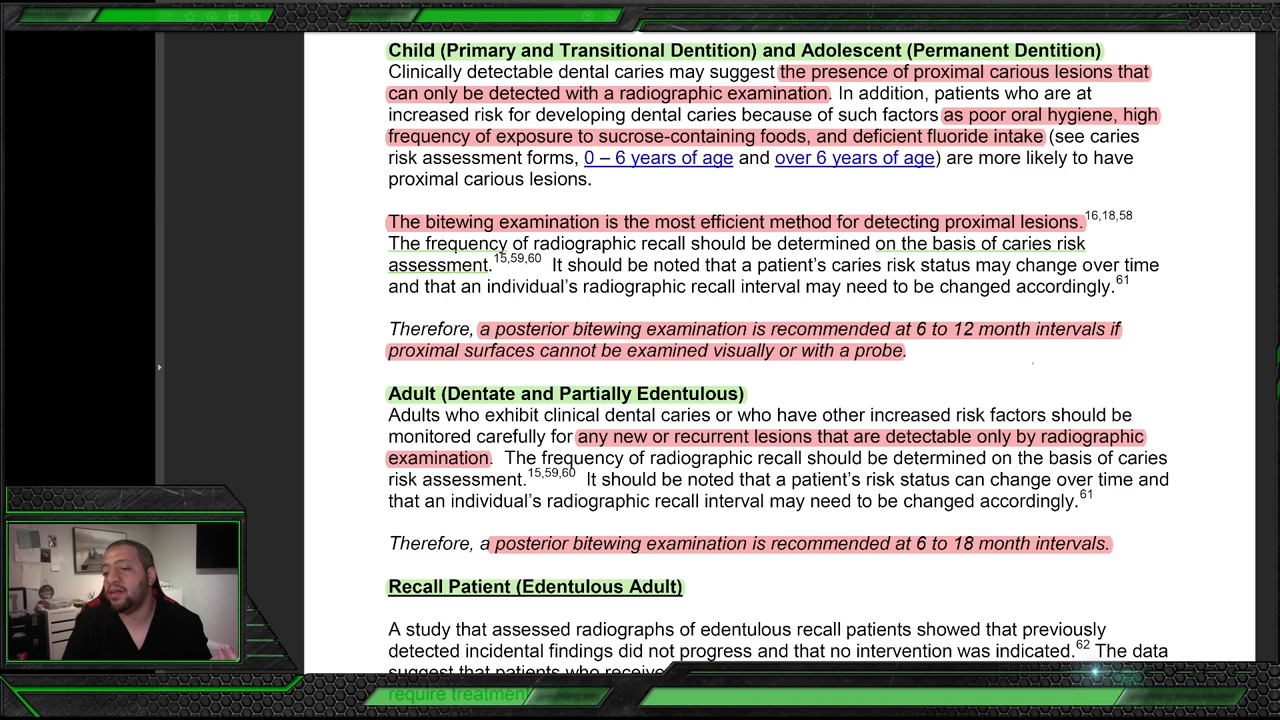 Child (Primary and Transitional Dentition) and Adolescent (Permanent Dentition)
Clinically detectable dental caries may suggest the presence of proximal carious lesions that
can only be detected with a radiographic examination. In addition, patients who are at
increased risk for developing dental caries because of such factors as poor oral hygiene, high
frequency of exposure to sucrose-containing foods, and deficient fluoride intake (see caries
risk assessment forms, 0 – 6 years of age and over 6 years of age) are more likely to have
proximal carious lesions.
The bitewing examination is the most efficient method for detecting proximal lesions.16,18,58
The frequency of radiographic recall should be determined on the basis of caries risk
assessment.15,59,60 It should be noted that a patient’s caries risk status may change over time
and that an individual’s radiographic recall interval may need to be changed accordingly.61
Therefore, a posterior bitewing examination is recommended at 6 to 12 month intervals if
proximal surfaces cannot be examined visually or with a probe.
Adult (Dentate and Partially Edentulous)
Adults who exhibit clinical dental caries or who have other increased risk factors should be
monitored carefully for any new or recurrent lesions that are detectable only by radiographic
examination. The frequency of radiographic recall should be determined on the basis of caries
risk assessment.15,59,60 It should be noted that a patient’s risk status can change over time and
that an individual’s radiographic recall interval may need to be changed accordingly.61
Therefore, a posterior bitewing examination is recommended at 6 to 18 month intervals.
Recall Patient (Edentulous Adult)
A study that assessed radiographs of edentulous recall patients showed that previously
detected incidental findings did not progress and that no intervention was indicated.62 The data
suggest that patients who receive
require treatment